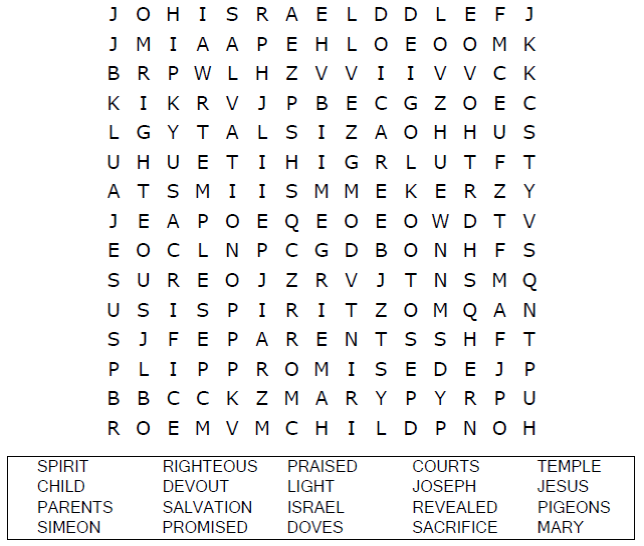 J O H I S R A E L D D L E F J
J M I A A P E H L O E O O M K
B R P W L H Z V V I I V V C K
K I K R V J P B E C G Z O E C
L G Y T A L S I Z A O H H U S
U H U E T I H I G R L U T F T
A T S M I I S M M E K E R Z Y
J E A P O E Q E O E O W D T V
E O C L N P C G D B O N H F S
S U R E O J Z R V J T N S M Q
U S I S P I R I T Z O M Q A N
S J F E P A R E N T S S H F T
P L I P P R O M I S E D E J P
B B C C K Z M A R Y P Y R P U
R O E M V M C H I L D P N O H
SPIRIT RIGHTEOUS PRAISED COURTS TEMPLE
CHILD DEVOUT LIGHT JOSEPH JESUS
PARENTS SALVATION ISRAEL REVEALED PIGEONS
SIMEON PROMISED DOVES SACRIFICE MARY